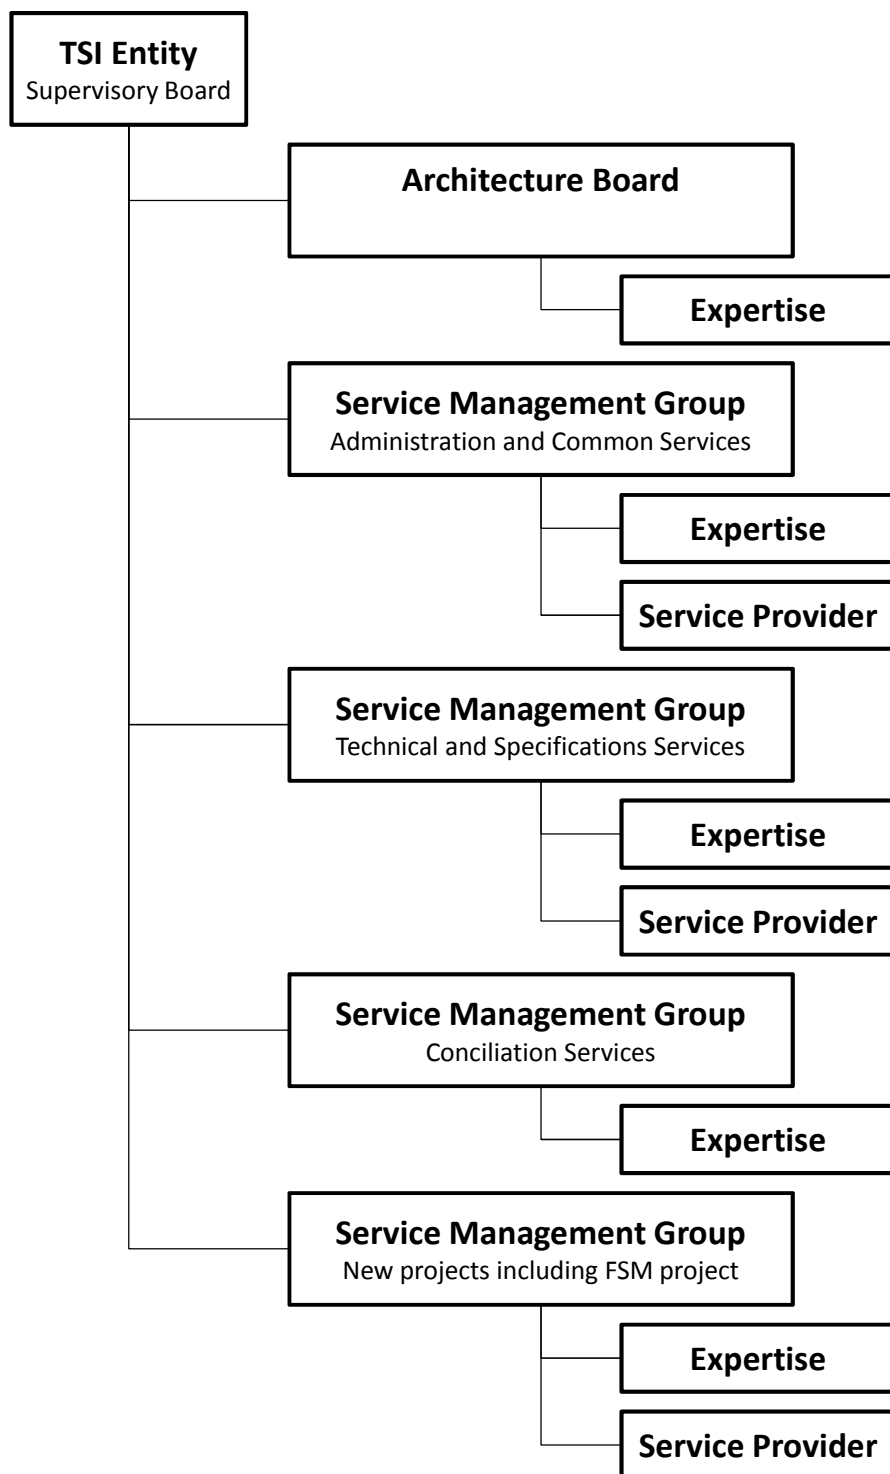 TSI Entity
Supervisory Board
Architecture Board
Expertise
Service Management Group
Administration and Common Services
Expertise
Service Provider
Service Management Group
Technical and Specifications Services
Expertise
Service Provider
Service Management Group
Conciliation Services
Expertise
Service Management Group
New projects including FSM project
Expertise
Service Provider